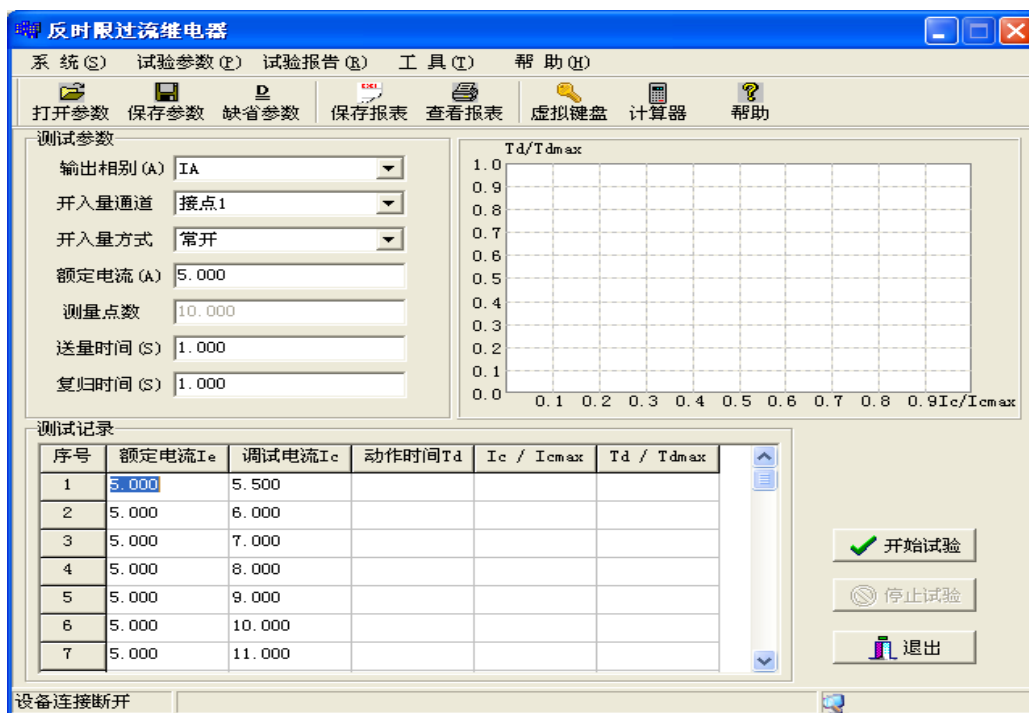 反时限过流继电器
系 统(S) 试验参数(P) 试验报告(R) 工 具(T) 帮 助(H)
打开参数 保存参数 缺省参数 保存报表 查看报表 虚拟键盘 计算器 帮助
测试参数
输出相别(A) IA
开入量通道 接点1
开入量方式 常开
额定电流(A) 5.000
测量点数 10.000
送量时间(S) 1.000
复归时间(S) 1.000
Td/Tdmax
1.0
0.9
0.8
0.7
0.6
0.5
0.4
0.3
0.2
0.1
0.0
0.1 0.2 0.3 0.4 0.5 0.6 0.7 0.8 0.9Ic/Icmax
测试记录
序号 额定电流Ie 调试电流Ic 动作时间Td Ic / Icmax Td / Tdmax
1 5.000 5.500
2 5.000 6.000
3 5.000 7.000
4 5.000 8.000
5 5.000 9.000
6 5.000 10.000
7 5.000 11.000
开始试验
停止试验
退出
设备连接断开